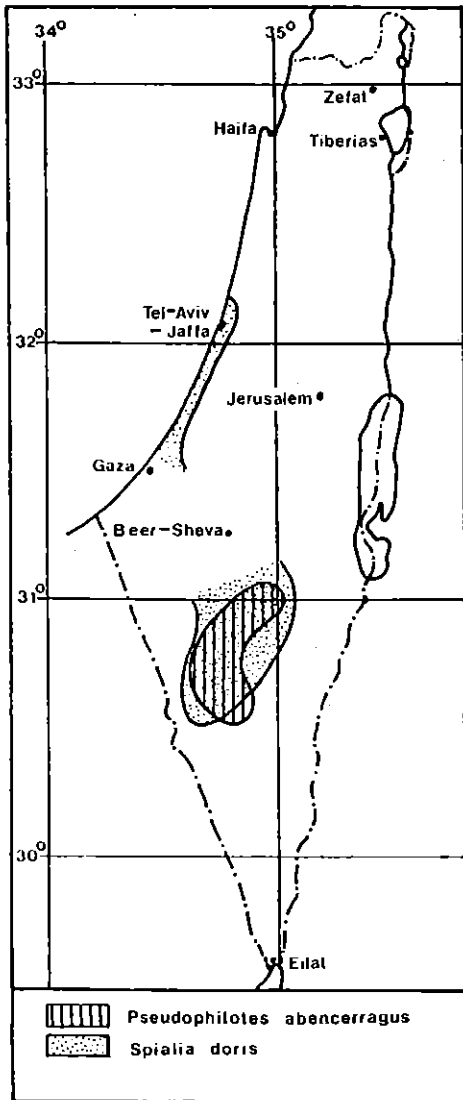 34° 35°
33°
Zefat
Haifa
Tiberias
Tel-Aviv
-Jaffa
32°
Jerusalem
Gaza
Beer-Sheva
31°
30°
Eilat
Pseudophilotes abencerragus
Spialia doris